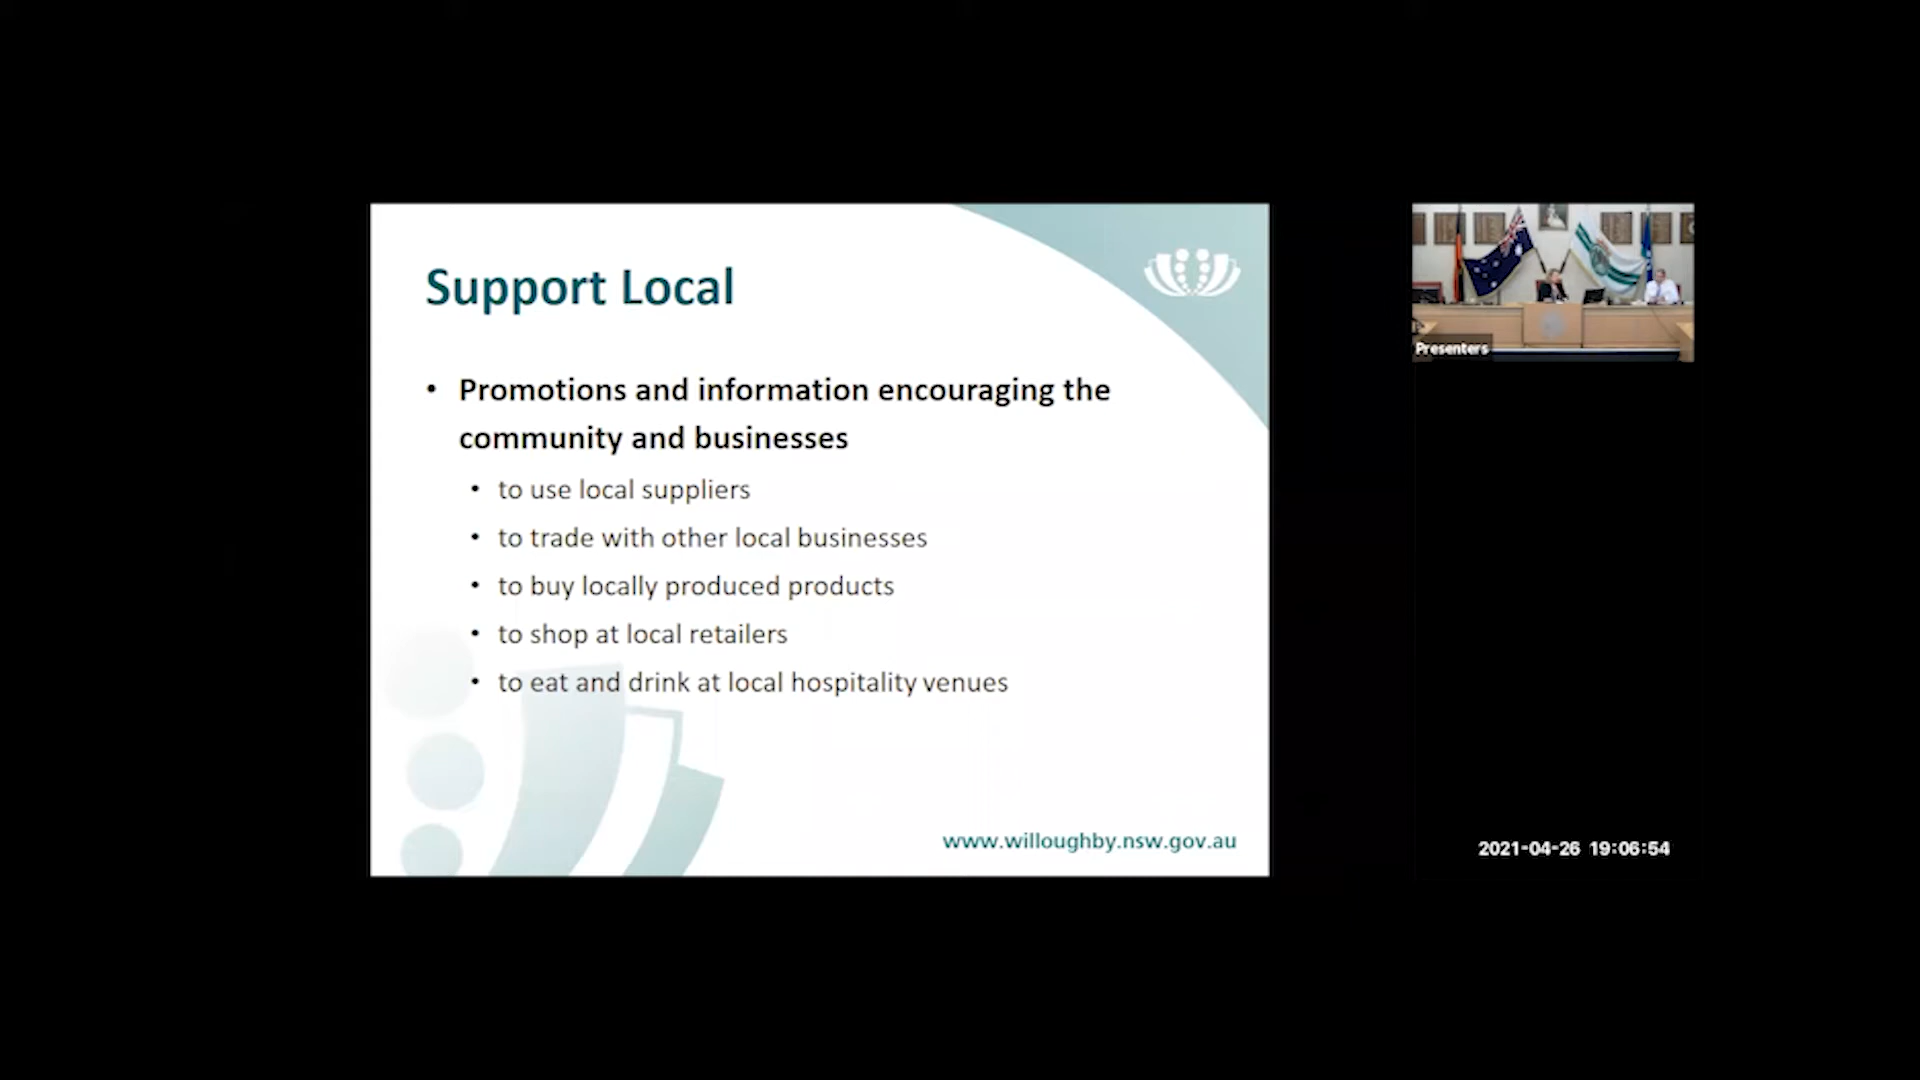 Support Local
• Promotions and information encouraging the
community and businesses
• to use local suppliers
• to trade with other local businesses
• to buy locally produced products
• to shop at local retailers
• to eat and drink at local hospitality venues
www.willoughby.nsw.gov.au
Presenters
2021-04-26 19:06:54